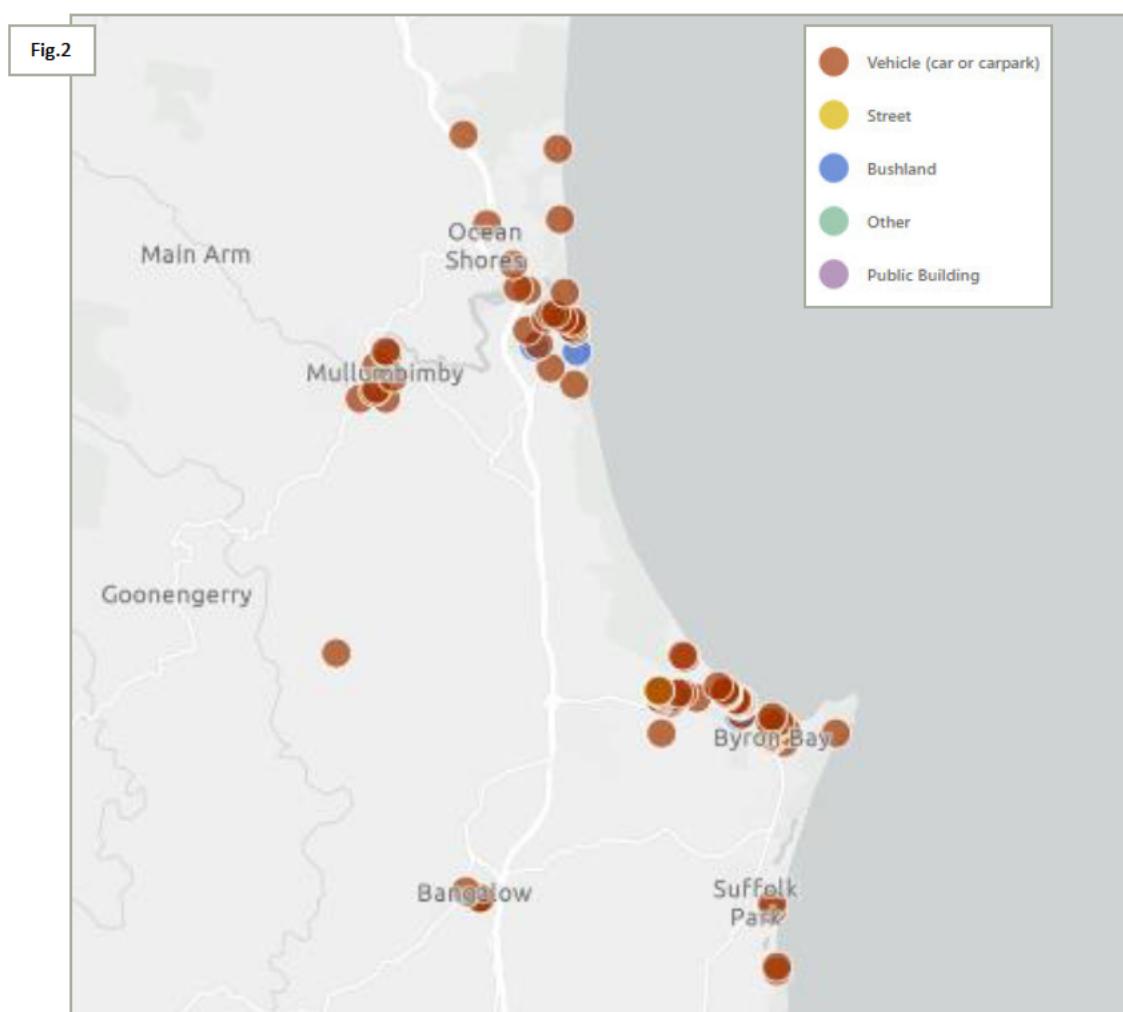 Fig.2
Vehicle (car or carpark)
Street
Bushland
Other
Public Building
Ocean
Shores
Main Arm
Mullumbimby
Goonengerry
Byron Bay
Bangalow
Suffolk
Park